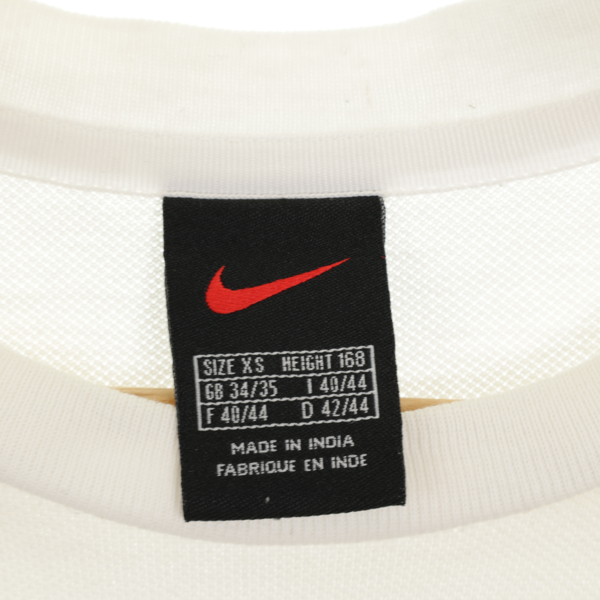 SIZE XS HEIGHT 168
GB 34/35 I 40/44
F 40/44 D 42/44
MADE IN INDIA
FABRIQUE EN INDE